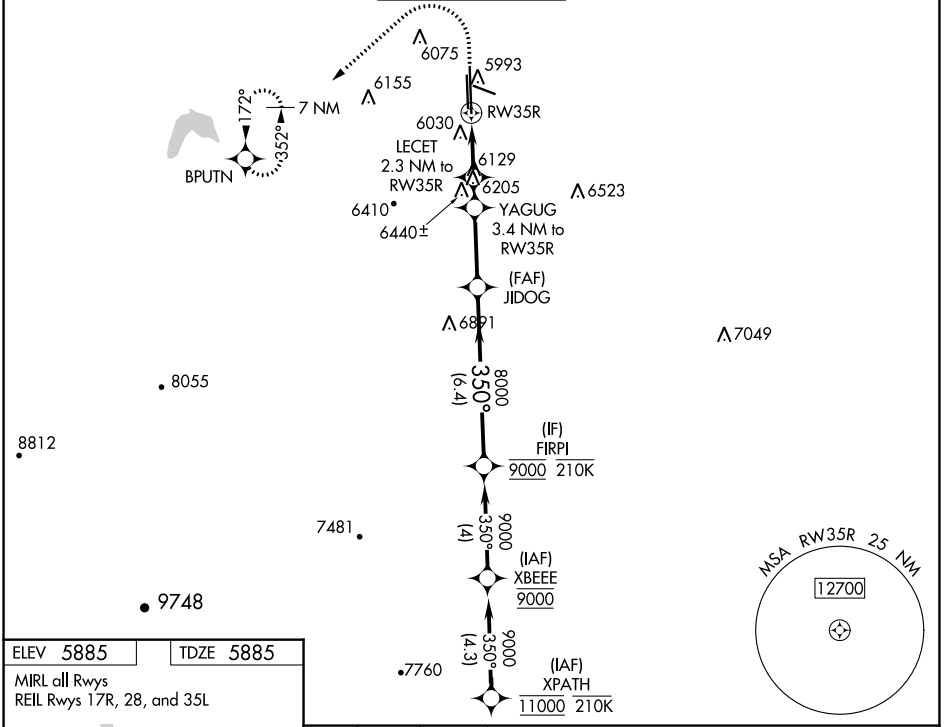 6075
5993
6155
RW35R
172°
352°
7 NM
BPUTN
6030
LECET
2.3 NM to
RW35R
6129
6205
6523
6410
6440±
YAGUG
3.4 NM to
RW35R
(FAF)
JIDOG
6891
7049
8000
350°
(6.4)
8055
8812
(IF)
FIRPI
9000 210K
7481
9000
350°
(4)
(IAF)
XBEEE
9000
9748
9000
350°
(4.3)
7760
(IAF)
XPATH
11000 210K
MSA RW35R 25 NM
12700
ELEV 5885
TDZE 5885
MIRL all Rwys
REIL Rwys 17R, 28, and 35L